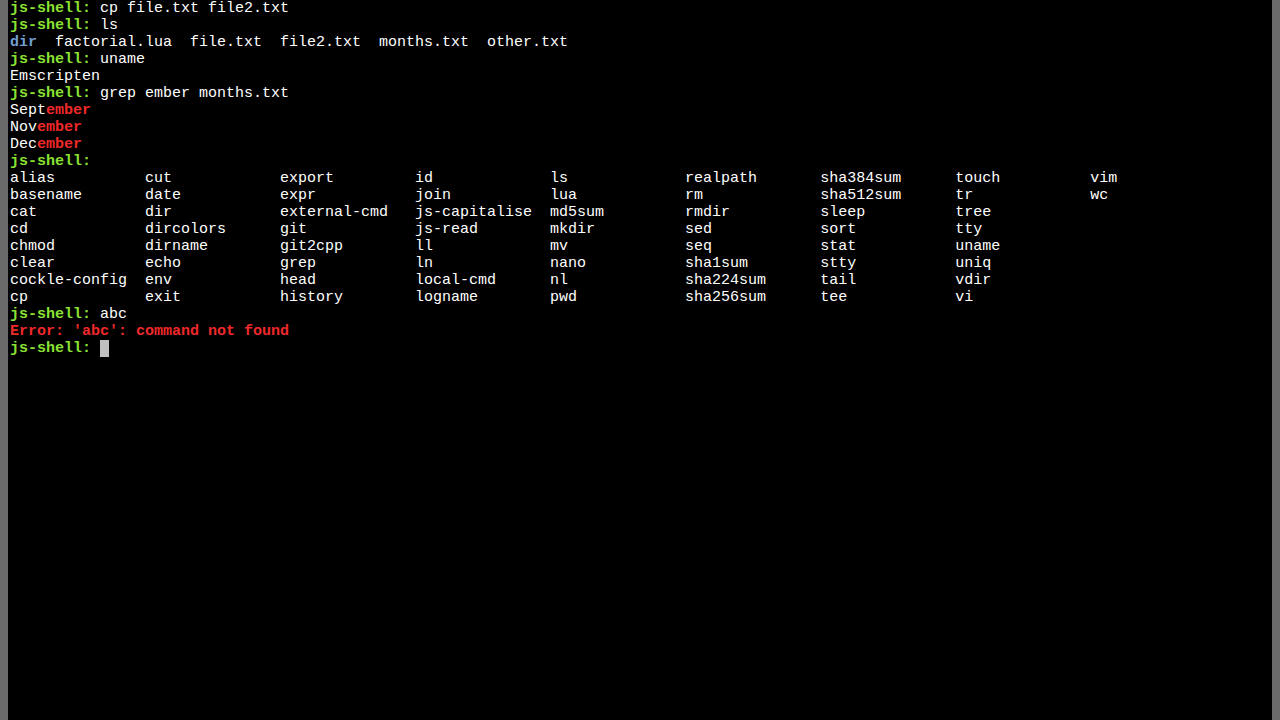 js-shell: cp file.txt file2.txt
js-shell: ls
dir  factorial.lua  file.txt  file2.txt  months.txt  other.txt
js-shell: uname
Emscripten
js-shell: grep ember months.txt
September
November
December
js-shell:
alias          cut            export         id             ls             realpath       sha384sum      touch          vim
basename       date           expr           join           lua            rm             sha512sum      tr             wc
cat            dir            external-cmd   js-capitalise  md5sum         rmdir          sleep          tree
cd             dircolors      git            js-read        mkdir          sed            sort           tty
chmod          dirname        git2cpp        ll             mv             seq            stat           uname
clear          echo           grep           ln             nano           sha1sum        stty           uniq
cockle-config  env            head           local-cmd      nl             sha224sum      tail           vdir
cp             exit           history        logname        pwd            sha256sum      tee            vi
js-shell: abc
Error: 'abc': command not found
js-shell: